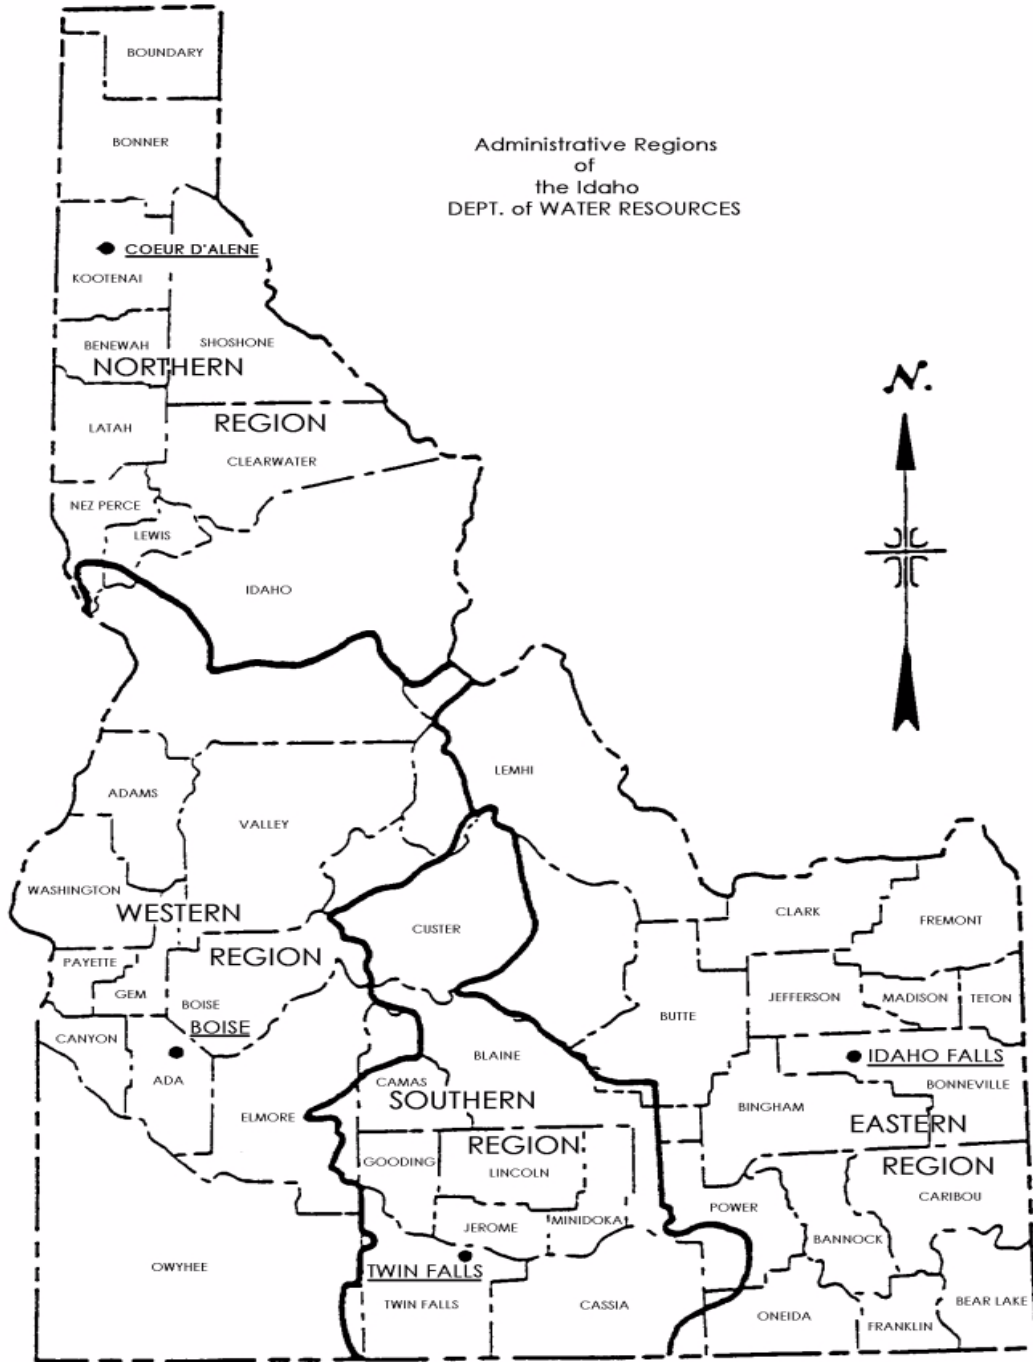 BOUNDARY
BONNER
Administrative Regions
of
the Idaho
DEPT. of WATER RESOURCES
COEUR D'ALENE
KOOTENAI
BENEWAH
SHOSHONE
NORTHERN
REGION
LATAH
CLEARWATER
NEZ PERCE
LEWIS
IDAHO
N.
LEMHI
ADAMS
VALLEY
WASHINGTON
WESTERN
REGION
CUSTER
CLARK
FREMONT
PAYETTE
GEM
BOISE
BOISE
CANYON
ADA
ELMORE
BUTTE
JEFFERSON
MADISON
TETON
IDAHO FALLS
BONNEVILLE
BLAINE
CAMAS
SOUTHERN
REGION
BINGHAM
EASTERN
REGION
GOODING
LINCOLN
CARIBOU
POWER
JEROME
MINIDOKA
BANNOCK
OWYHEE
TWIN FALLS
TWIN FALLS
CASSIA
ONEIDA
FRANKLIN
BEAR LAKE